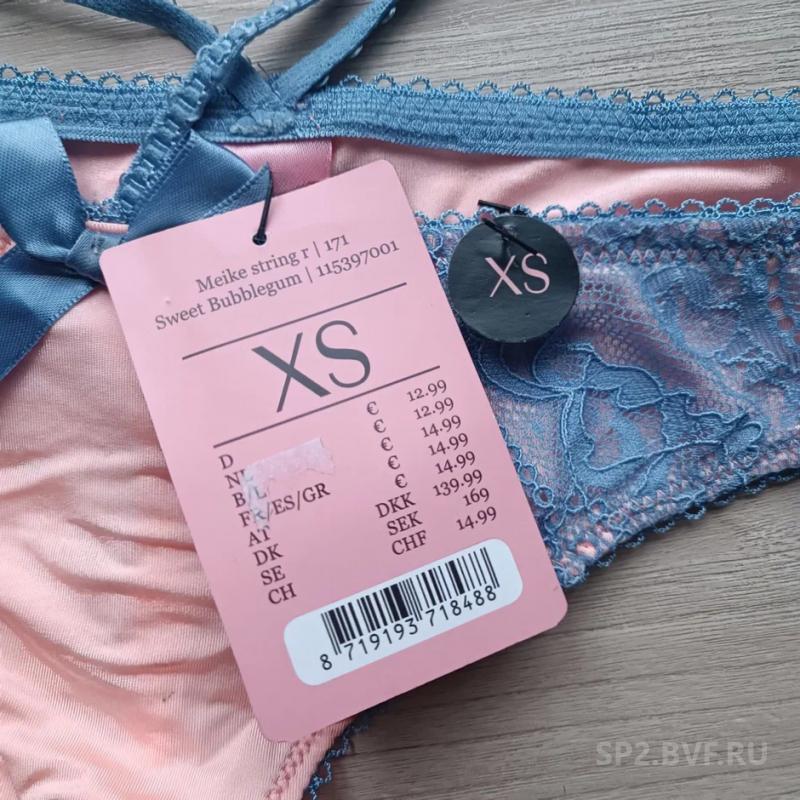 Meike string r | 171
Sweet Bubblegum | 115397001
XS
D € 12.99
NL € 12.99
B/L € 14.99
FR/ES/GR € 14.99
AT € 14.99
DK DKK 139.99
SE SEK 169
CH CHF 14.99
8 719193 718488
XS
SP2.BVF.RU